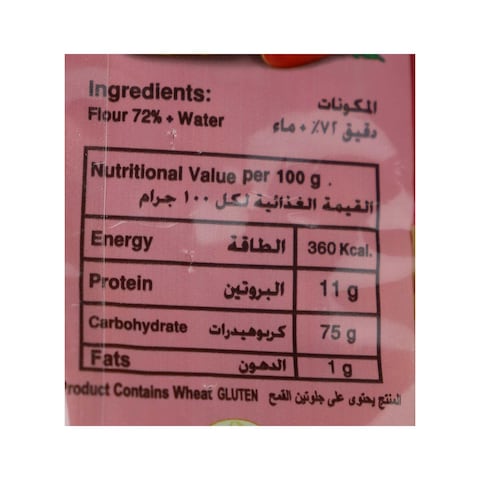 Ingredients:
Flour 72% + Water
المكونات
دقيق ٧٢٪ + ماء
Nutritional Value per 100 g .
القيمة الغذائية لكل ١٠٠ جرام
Energy الطاقة 360 Kcal.
Protein البروتين 11 g
Carbohydrate كربوهيدرات 75 g
Fats الدهون 1 g
Product Contains Wheat GLUTEN المنتج يحتوى على جلوتين القمح